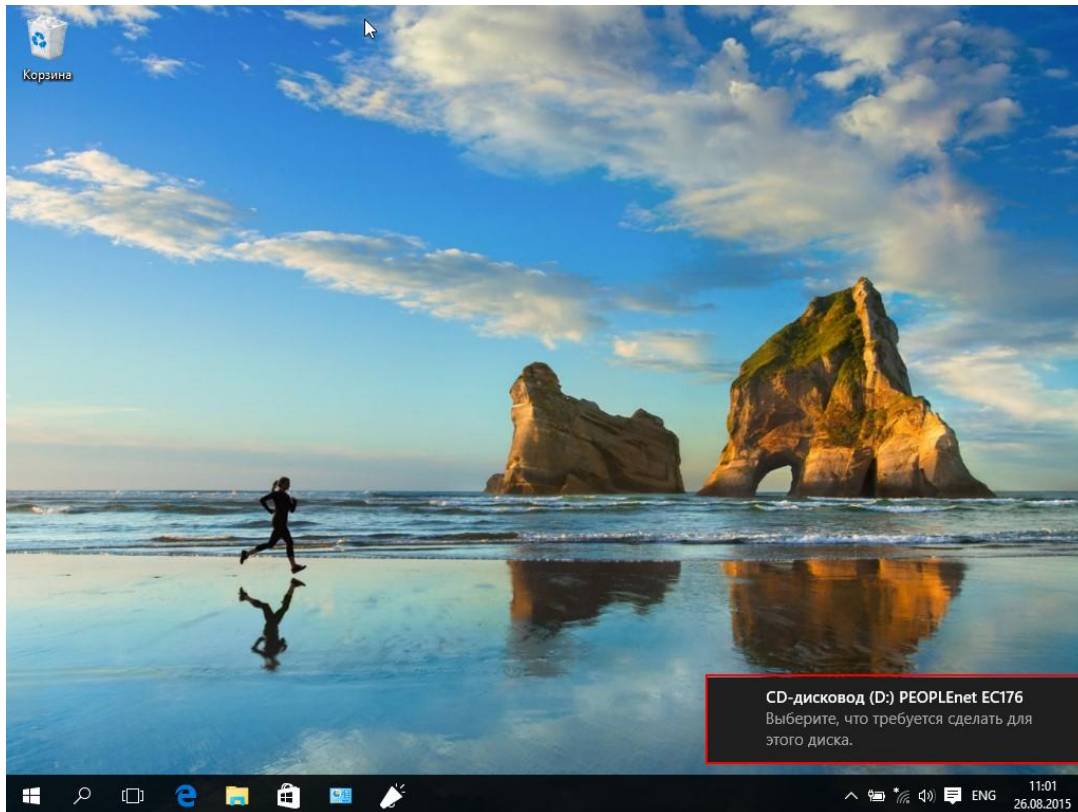 Корзина
CD-дисковод (D:) PEOPLEnet EC176
Выберите, что требуется сделать для
этого диска.
ENG
11:01
26.08.2015